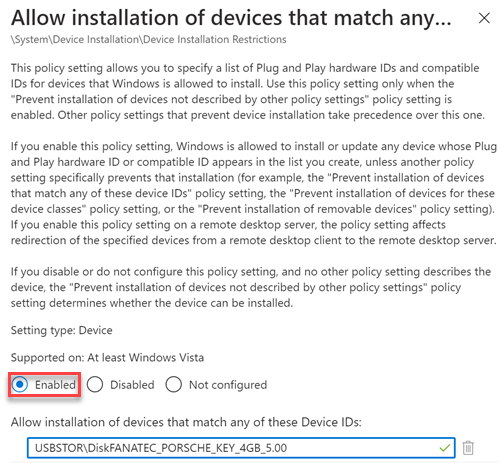 Allow installation of devices that match any...
\System\Device Installation\Device Installation Restrictions
This policy setting allows you to specify a list of Plug and Play hardware IDs and compatible
IDs for devices that Windows is allowed to install. Use this policy setting only when the
"Prevent installation of devices not described by other policy settings" policy setting is
enabled. Other policy settings that prevent device installation take precedence over this one.
If you enable this policy setting, Windows is allowed to install or update any device whose Plug
and Play hardware ID or compatible ID appears in the list you create, unless another policy
setting specifically prevents that installation (for example, the "Prevent installation of devices
that match any of these device IDs" policy setting, the "Prevent installation of devices for these
device classes" policy setting, or the "Prevent installation of removable devices" policy setting).
If you enable this policy setting on a remote desktop server, the policy setting affects
redirection of the specified devices from a remote desktop client to the remote desktop server.
If you disable or do not configure this policy setting, and no other policy setting describes the
device, the "Prevent installation of devices not described by other policy settings" policy
setting determines whether the device can be installed.
Setting type: Device
Supported on: At least Windows Vista
Enabled Disabled Not configured
Allow installation of devices that match any of these Device IDs:
USBSTOR\DiskFANATEC_PORSCHE_KEY_4GB_5.00